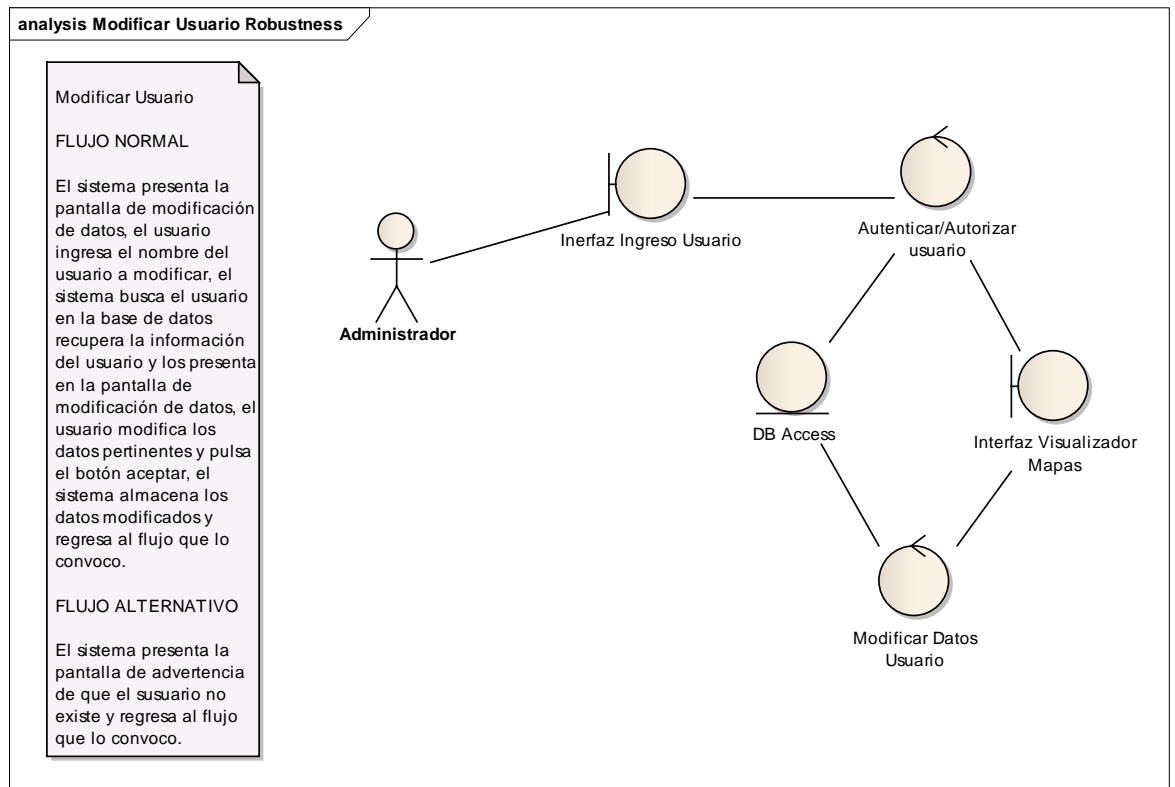 analysis Modificar Usuario Robustness
Modificar Usuario
FLUJO NORMAL
El sistema presenta la
pantalla de modificación
de datos, el usuario
ingresa el nombre del
usuario a modificar, el
sistema busca el usuario
en la base de datos
recupera la información
del usuario y los presenta
en la pantalla de
modificación de datos, el
usuario modifica los
datos pertinentes y pulsa
el botón aceptar, el
sistema almacena los
datos modificados y
regresa al flujo que lo
convoco.
FLUJO ALTERNATIVO
El sistema presenta la
pantalla de advertencia
de que el susuario no
existe y regresa al flujo
que lo convoco.
Administrador
Inerfaz Ingreso Usuario
Autenticar/Autorizar
usuario
DB Access
Interfaz Visualizador
Mapas
Modificar Datos
Usuario